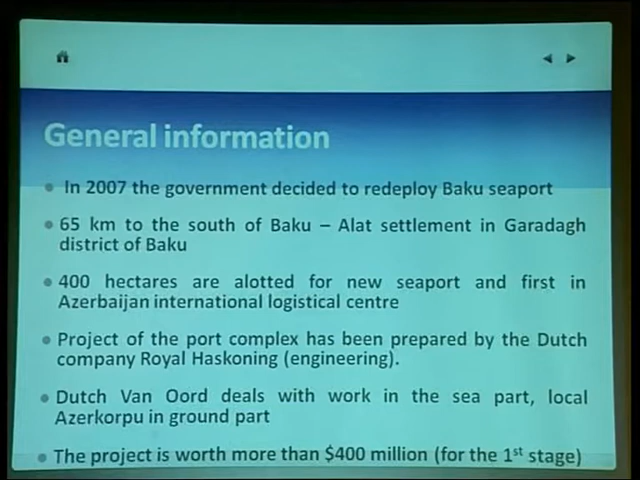 General information
In 2007 the government decided to redeploy Baku seaport
65 km to the south of Baku – Alat settlement in Garadagh
district of Baku
400 hectares are alotted for new seaport and first in
Azerbaijan international logistical centre
Project of the port complex has been prepared by the Dutch
company Royal Haskoning (engineering).
Dutch Van Oord deals with work in the sea part, local
Azerkorpu in ground part
The project is worth more than $400 million (for the 1st stage)